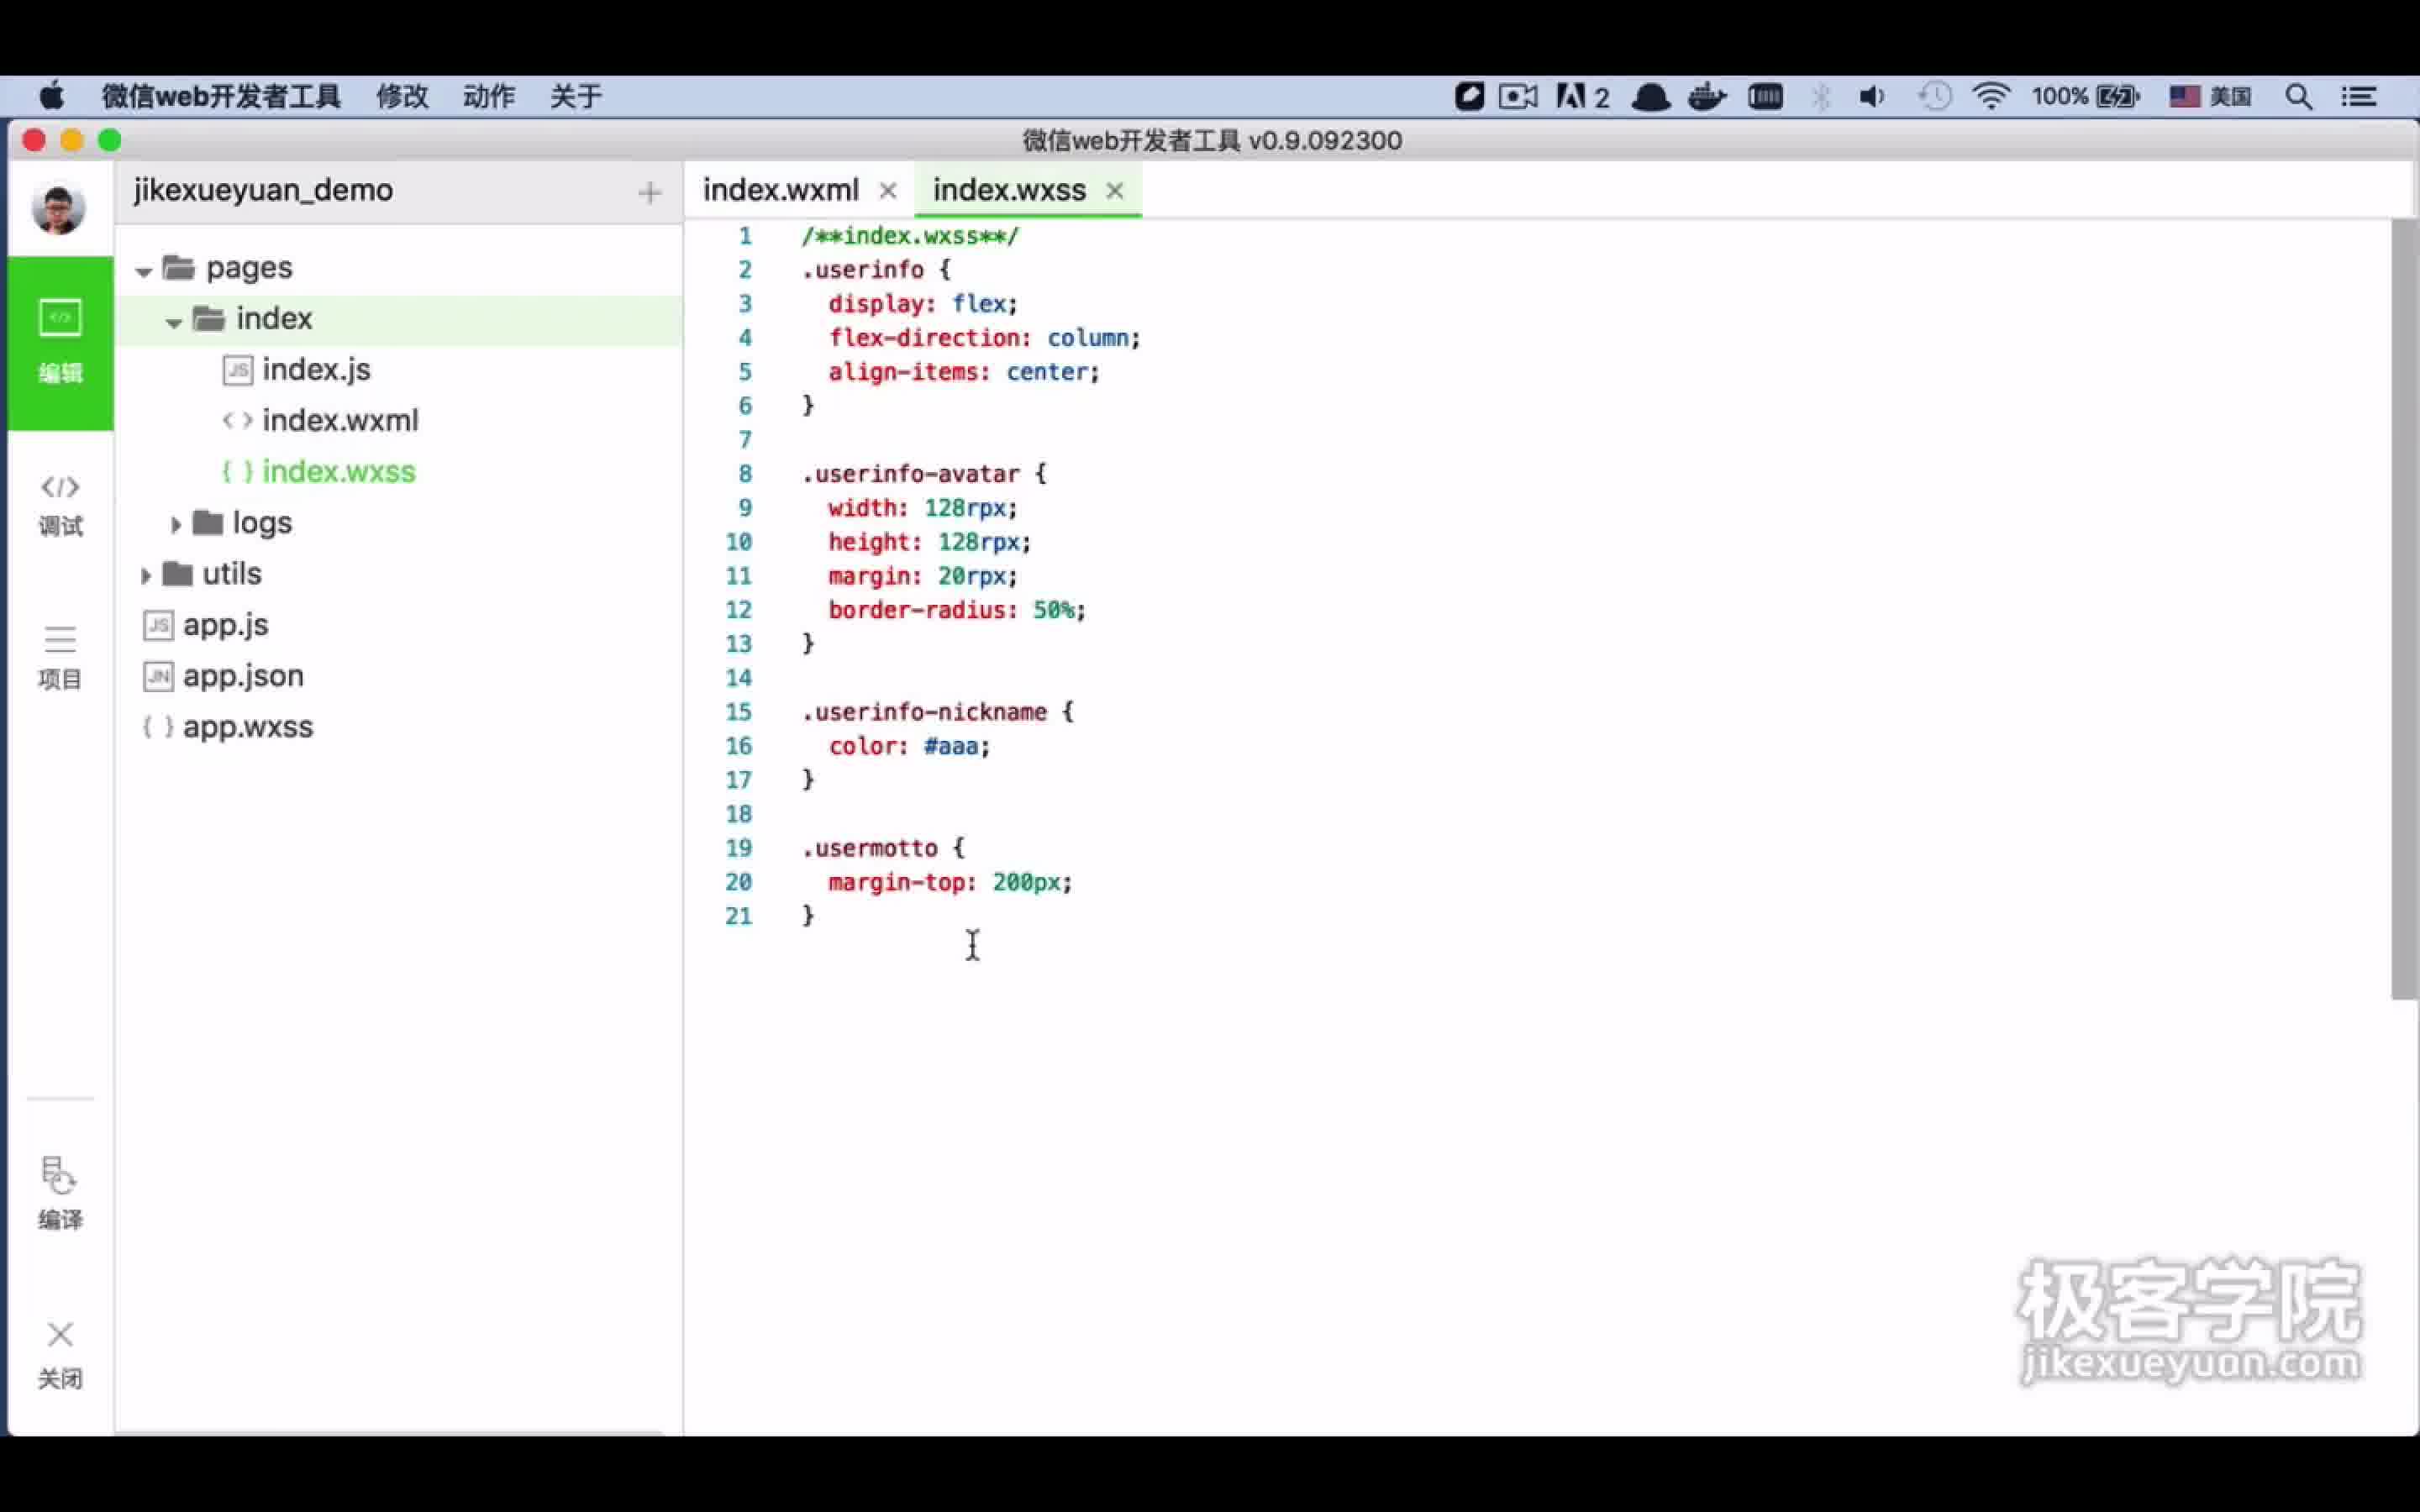 微信web开发者工具 修改 动作 关于 2 100% 美国
微信web开发者工具 v0.9.092300
jikexueyuan_demo +
index.wxml × index.wxss ×
编辑
调试
项目
编译
关闭
pages
index
JS index.js
<> index.wxml
{ } index.wxss
logs
utils
JS app.js
JN app.json
{ } app.wxss
1 /**index.wxss**/
2 .userinfo {
3   display: flex;
4   flex-direction: column;
5   align-items: center;
6 }
7
8 .userinfo-avatar {
9   width: 128rpx;
10   height: 128rpx;
11   margin: 20rpx;
12   border-radius: 50%;
13 }
14
15 .userinfo-nickname {
16   color: #aaa;
17 }
18
19 .usermotto {
20   margin-top: 200px;
21 }
极客学院
jikexueyuan.com